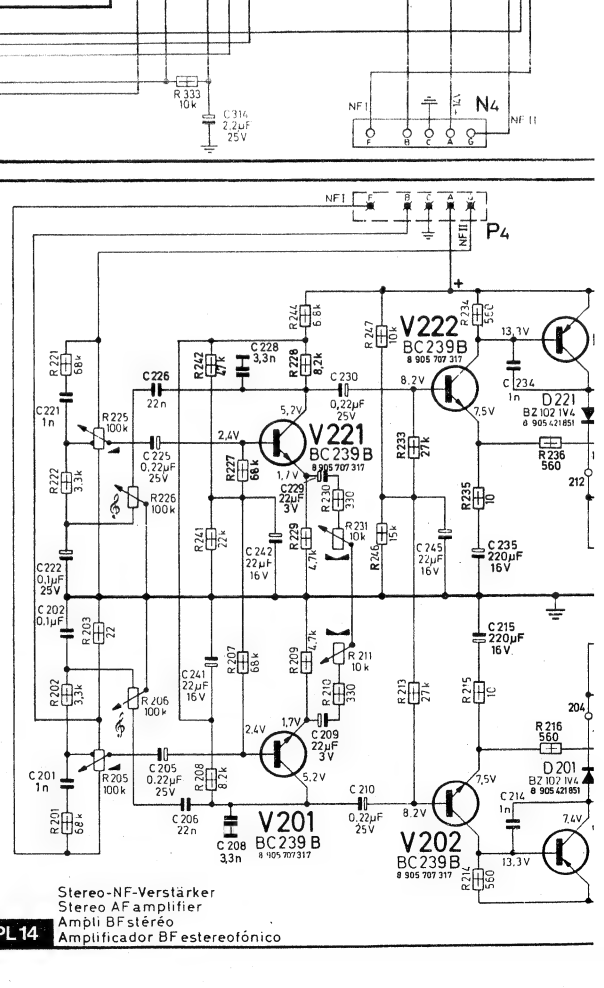 R 333
10 k
C 314
2.2µF
25V
NF I
+14V
N4
NF II
F
B
C
A
G
NF I
F
B
C
A
G
NF II
P4
+
R 221
68k
C 221
1n
R 222
3.3k
C 222
0.1µF
25V
R 225
100k
C 226
22n
C 225
0,22µF
25V
R 226
100k
R 242
47k
C 228
3,3n
R 244
6.8k
R 228
8,2k
C 230
0,22µF
25V
5,2V
2,4V
V221
BC239B
8 905 707 317
1,7V
R 227
68k
C 229
22µF
3V
R 230
330
R 231
10k
R 241
22k
C 242
22µF
16V
R 229
4.7k
R 247
10k
R 246
15k
V222
BC239B
8 905 707 317
8.2V
R 233
27k
C 245
22µF
16V
R 234
560
13,3V
C 234
1n
7,5V
D 221
BZ 102 1V4
8 905 421 851
R 236
560
212
R 235
10
C 235
220µF
16V
C 202
0.1µF
R 203
22
R 202
3,3k
R 206
100k
C 201
1n
R 201
68k
R 205
100k
C 205
0.22µF
25V
C 206
22n
C 241
22µF
16V
R 208
8.2k
R 207
68k
R 209
4.7k
R 211
10k
R 210
330
C 209
22µF
3V
2,4V
1,7V
5,2V
C 208
3,3n
V201
BC239B
8 905 707 317
C 210
0.22µF
25V
R 213
27k
8.2V
V202
BC239B
8 905 707 317
C 215
220µF
16V
R 215
10
R 216
560
204
D 201
BZ 102 1V4
8 905 421 851
7,5V
C 214
1n
7,4V
13,3V
R 214
560
Stereo-NF-Verstärker
Stereo AF amplifier
Ampli BF stéréo
Amplificador BF estereofónico
PL 14